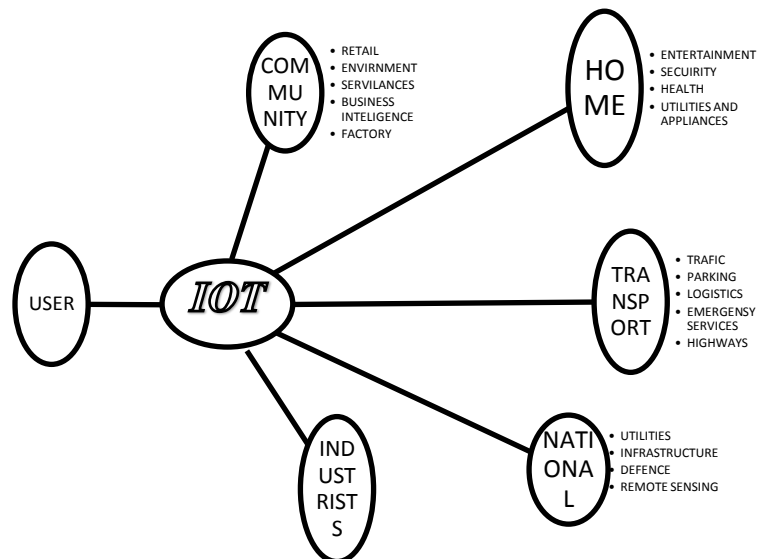 COM
MU
NITY
• RETAIL
• ENVIRNMENT
• SERVILANCES
• BUSINESS
INTELIGENCE
• FACTORY
HO
ME
• ENTERTAINMENT
• SECUIRITY
• HEALTH
• UTILITIES AND
APPLIANCES
USER
IOT
TRA
NSP
ORT
• TRAFIC
• PARKING
• LOGISTICS
• EMERGENSY
SERVICES
• HIGHWAYS
IND
UST
RIST
S
NATI
ONA
L
• UTILITIES
• INFRASTRUCTURE
• DEFENCE
• REMOTE SENSING